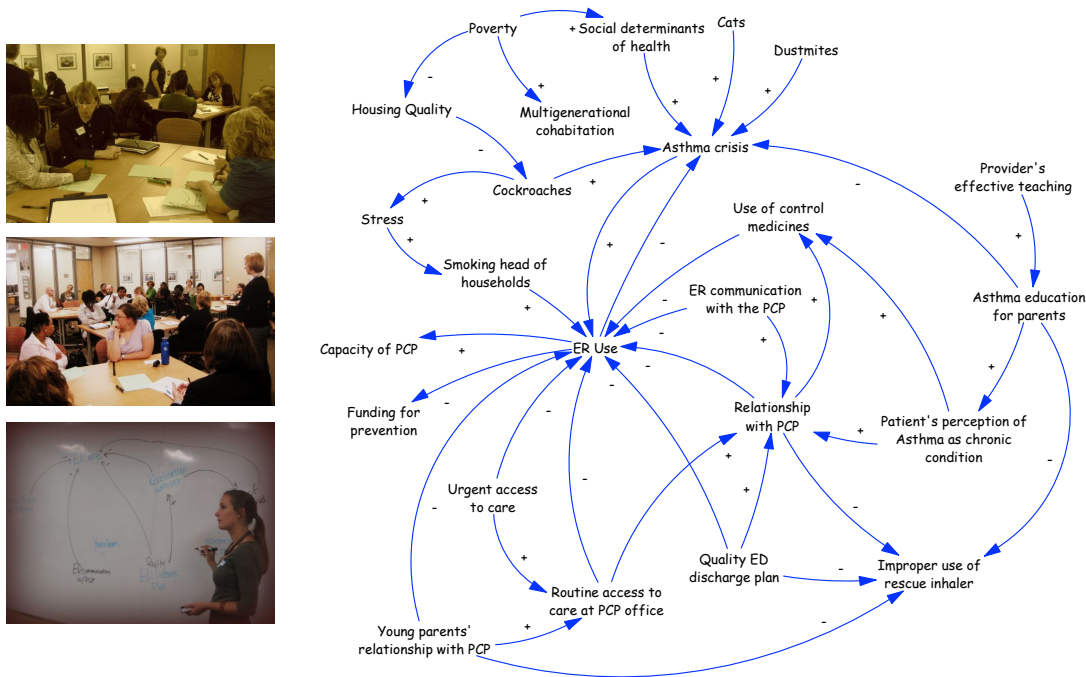 Poverty
+
Social determinants
of health
Cats
Dustmites
-
+
+
+
+
Housing Quality
Multigenerational
cohabitation
Asthma crisis
-
Cockroaches
+
-
Provider's
effective teaching
+
Stress
+
Use of control
medicines
+
+
-
Smoking head of
households
ER communication
with the PCP
Asthma education
for parents
+
-
-
-
+
+
+
Capacity of PCP
+
ER Use
-
-
+
Funding for
prevention
-
-
Relationship
with PCP
Patient's perception of
Asthma as chronic
condition
+
+
-
Urgent access
to care
-
-
+
-
+
Quality ED
discharge plan
-
Improper use of
rescue inhaler
Routine access to
care at PCP office
Young parents'
relationship with PCP
+
-